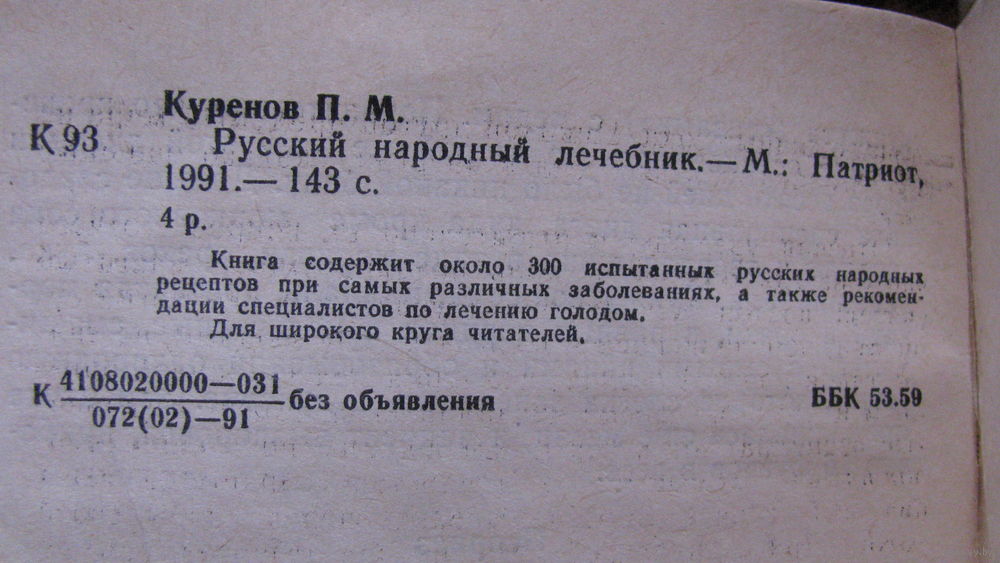 Куренов П. М.
К 93 Русский народный лечебник.— М.: Патриот,
1991.— 143 с.
4 р.
Книга содержит около 300 испытанных русских народных
рецептов при самых различных заболеваниях, а также рекомен-
дации специалистов по лечению голодом.
Для широкого круга читателей.
К 4108020000—031
072(02)—91 без объявления ББК 53.59